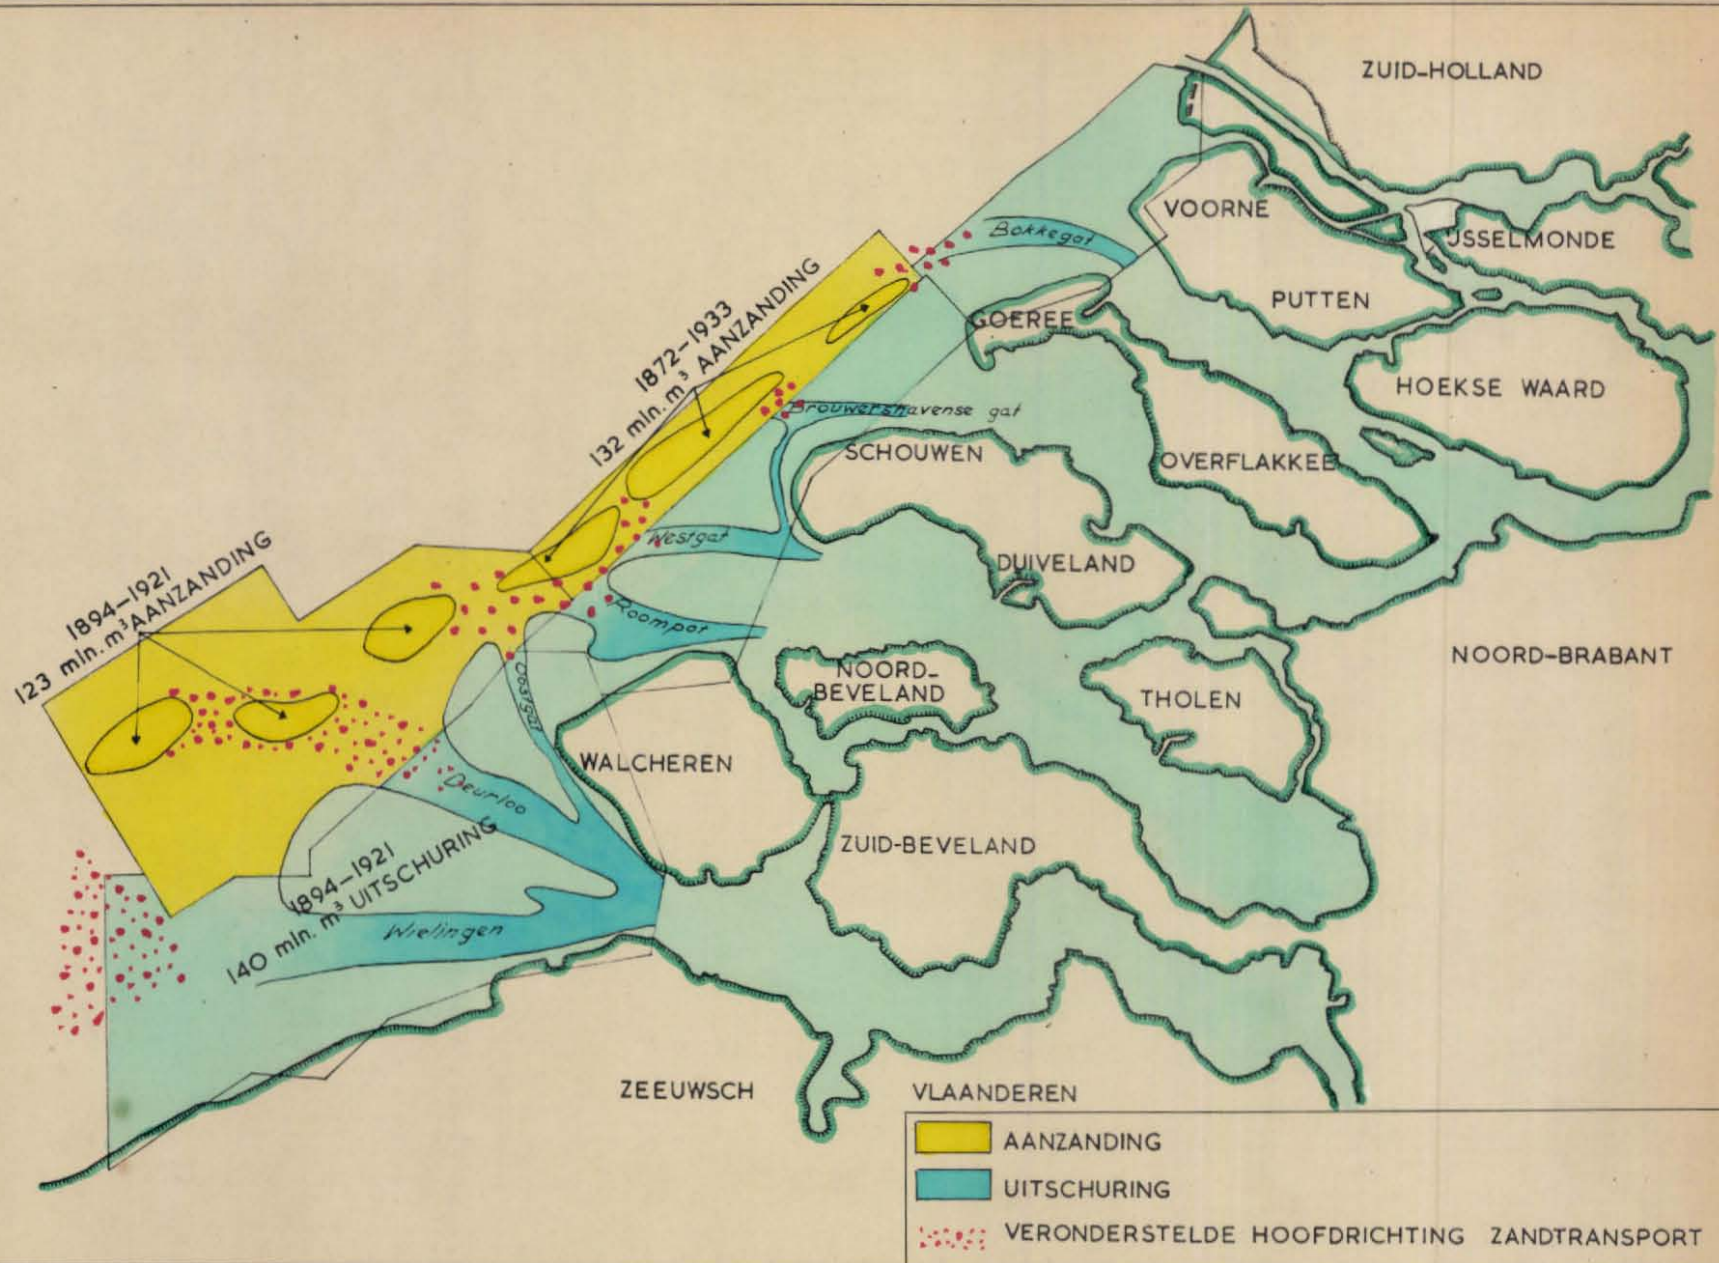 ZUID-HOLLAND
VOORNE
IJSSELMONDE
Bokkegat
PUTTEN
GOEREE
HOEKSE WAARD
1872-1933
132 mln. m³ AANZANDING
Brouwershavense gat
SCHOUWEN
OVERFLAKKEE
Westgat
DUIVELAND
1894-1921
123 mln. m³ AANZANDING
Roompot
NOORD-BRABANT
NOORD-
BEVELAND
THOLEN
Oostgat
WALCHEREN
Deurloo
ZUID-BEVELAND
1894-1921
140 mln. m³ UITSCHURING
Wielingen
ZEEUWSCH VLAANDEREN
AANZANDING
UITSCHURING
VERONDERSTELDE HOOFDRICHTING ZANDTRANSPORT